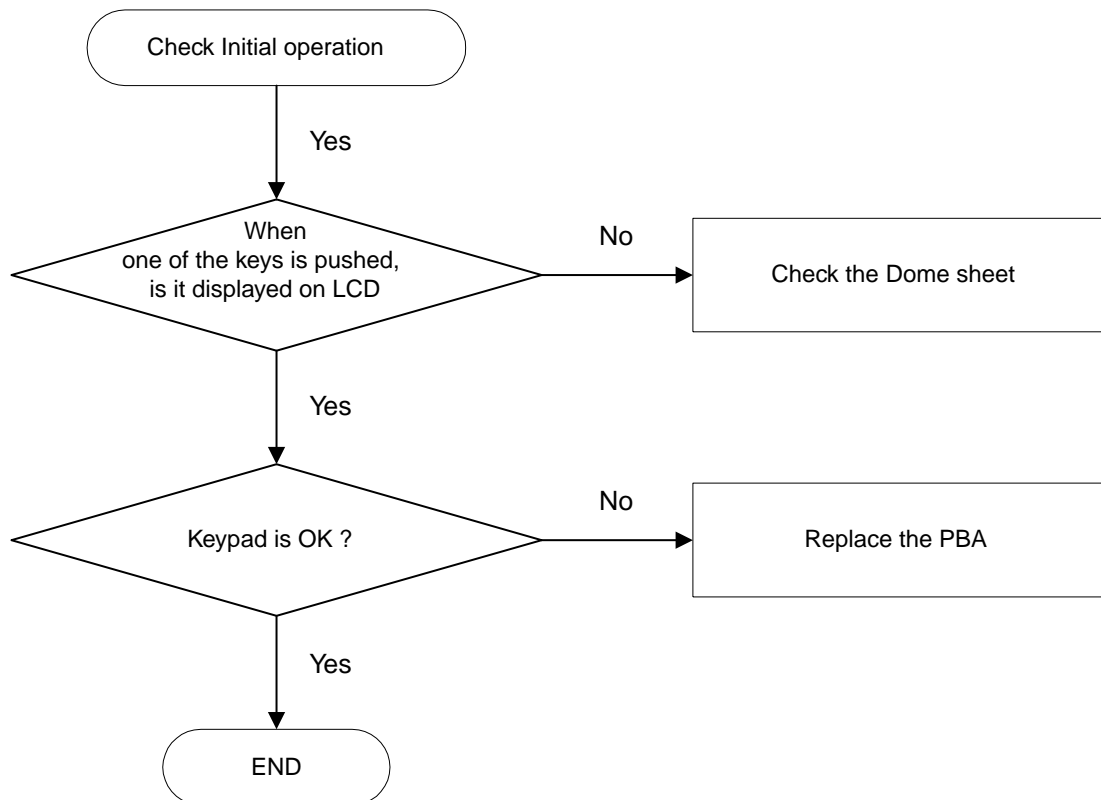 Check Initial operation
Yes
When
one of the keys is pushed,
is it displayed on LCD
No
Check the Dome sheet
Yes
Keypad is OK ?
No
Replace the PBA
Yes
END